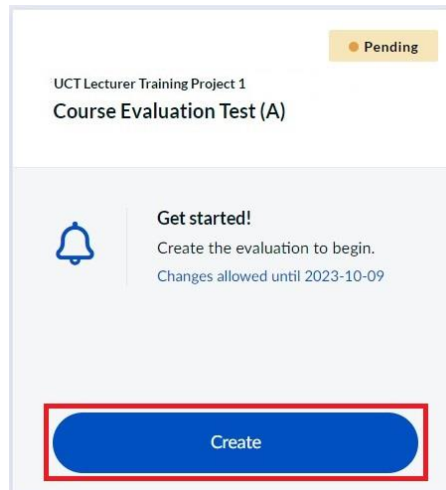 Pending
UCT Lecturer Training Project 1
Course Evaluation Test (A)
Get started!
Create the evaluation to begin.
Changes allowed until 2023-10-09
Create